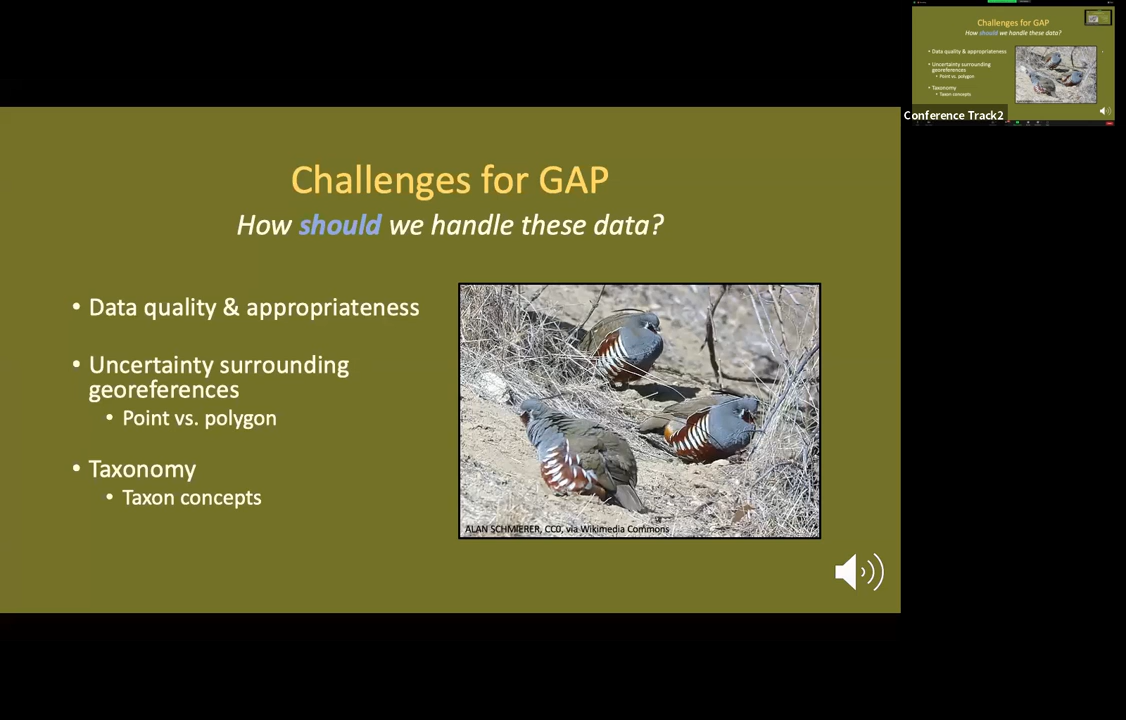 Challenges for GAP
How should we handle these data?
• Data quality & appropriateness
• Uncertainty surrounding
georeferences
• Point vs. polygon
• Taxonomy
• Taxon concepts
ALAN SCHMIERER, CC0, via Wikimedia Commons
Challenges for GAP
How should we handle these data?
• Data quality & appropriateness
• Uncertainty surrounding
georeferences
• Point vs. polygon
• Taxonomy
• Taxon concepts
Conference Track2